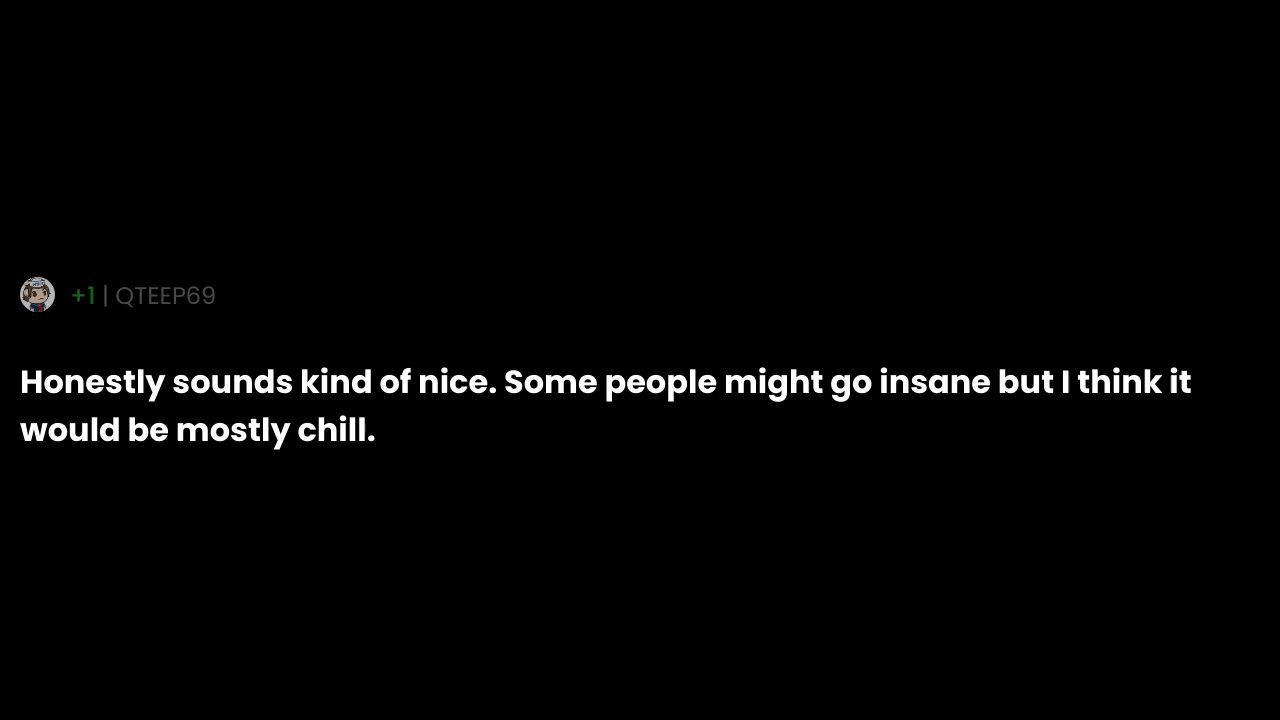 +1 | QTEEP69
Honestly sounds kind of nice. Some people might go insane but I think it
would be mostly chill.